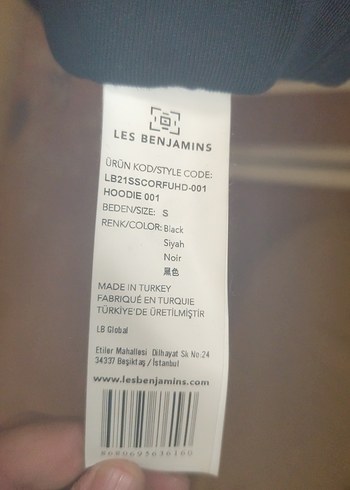 LES BENJAMINS
ÜRÜN KOD/STYLE CODE:
LB21SSCORFUHD-001
HOODIE 001
BEDEN/SIZE: S
RENK/COLOR: Black
Siyah
Noir
黑色
MADE IN TURKEY
FABRIQUÉ EN TURQUIE
TÜRKİYE'DE ÜRETİLMİŞTİR
LB Global
Etiler Mahallesi Dilhayat Sk No:24
34337 Beşiktaş / İstanbul
www.lesbenjamins.com